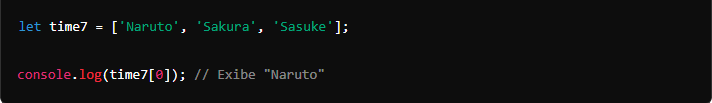 let time7 = ['Naruto', 'Sakura', 'Sasuke'];
console.log(time7[0]); // Exibe "Naruto"